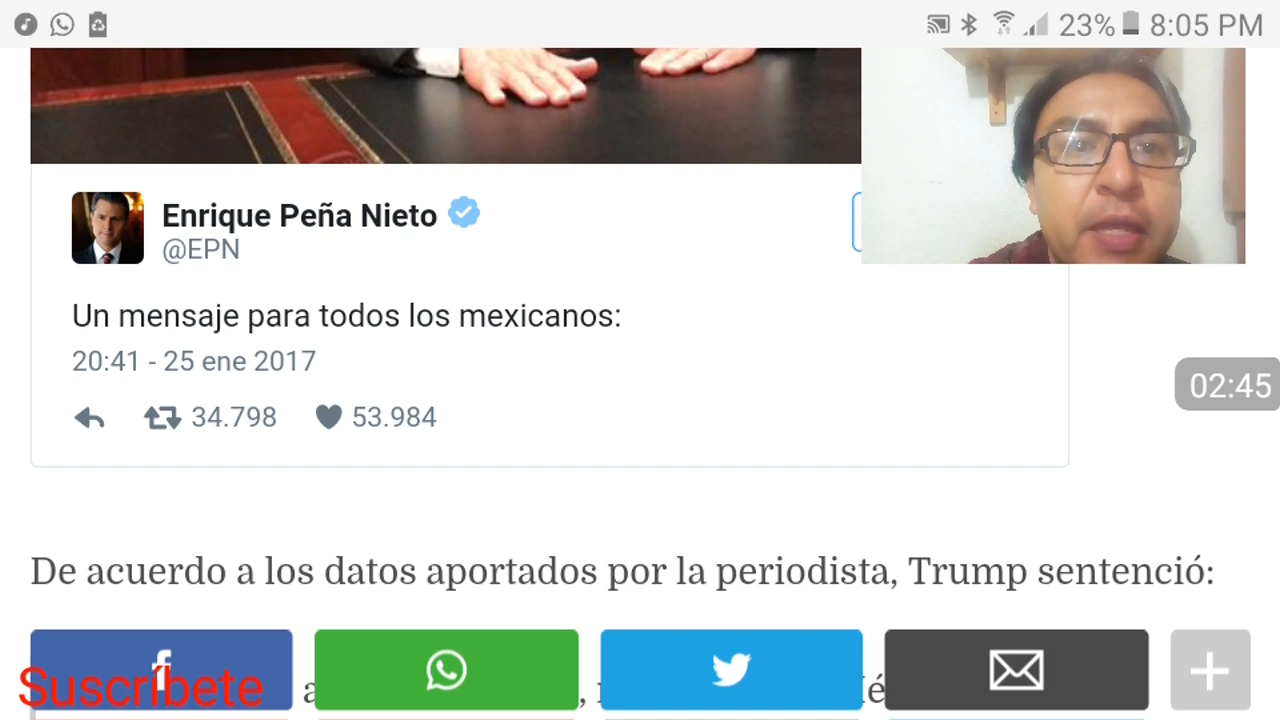 23% 8:05 PM
Enrique Peña Nieto
@EPN
Un mensaje para todos los mexicanos:
20:41 - 25 ene 2017
34.798 53.984
02:45
De acuerdo a los datos aportados por la periodista, Trump sentenció:
Suscríbete